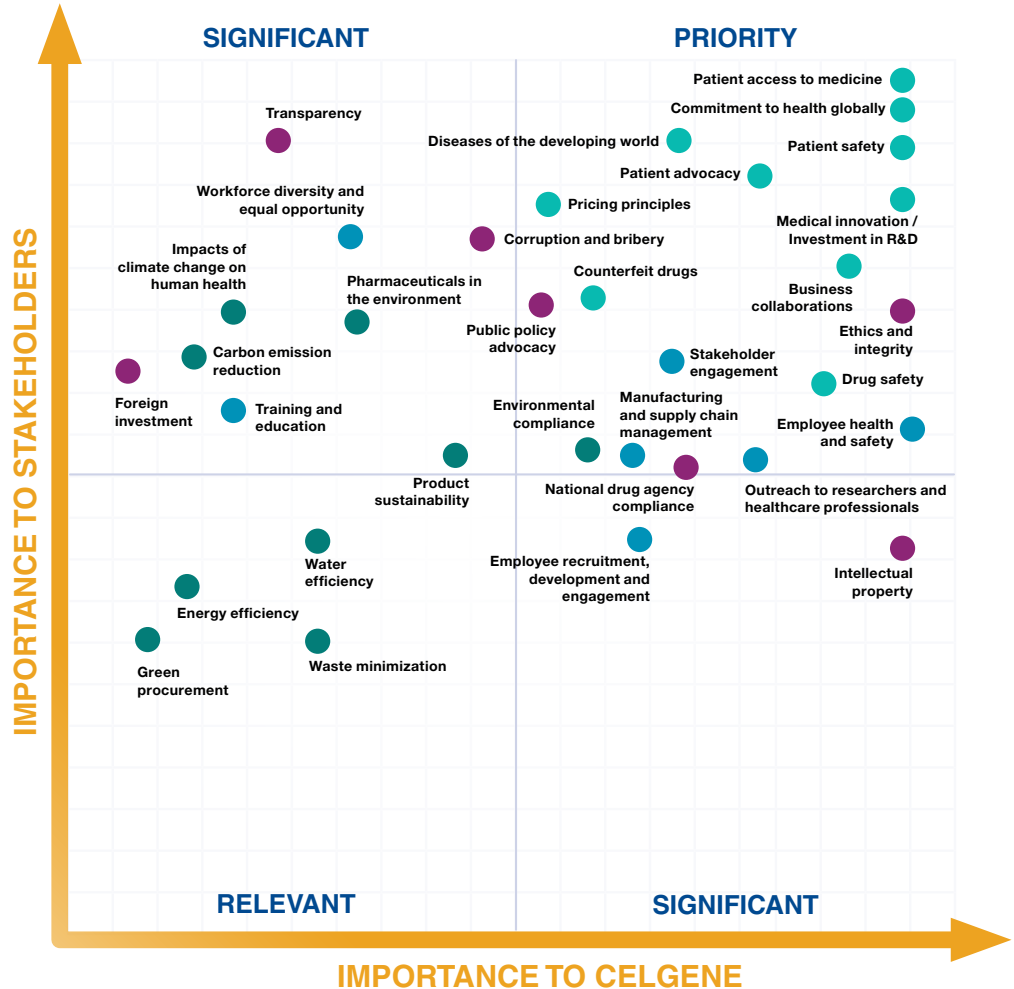 SIGNIFICANT
PRIORITY
Patient access to medicine
Commitment to health globally
Transparency
Diseases of the developing world
Patient safety
Patient advocacy
Workforce diversity and
equal opportunity
Pricing principles
Medical innovation /
Investment in R&D
Corruption and bribery
Impacts of
climate change on
human health
Pharmaceuticals in
the environment
Counterfeit drugs
Business
collaborations
Public policy
advocacy
Ethics and
integrity
Carbon emission
reduction
Stakeholder
engagement
Drug safety
Foreign
investment
Training and
education
Environmental
compliance
Manufacturing
and supply chain
management
Employee health
and safety
Product
sustainability
National drug agency
compliance
Outreach to researchers and
healthcare professionals
Water
efficiency
Employee recruitment,
development and
engagement
Intellectual
property
Energy efficiency
Green
procurement
Waste minimization
RELEVANT
SIGNIFICANT
IMPORTANCE TO STAKEHOLDERS
IMPORTANCE TO CELGENE